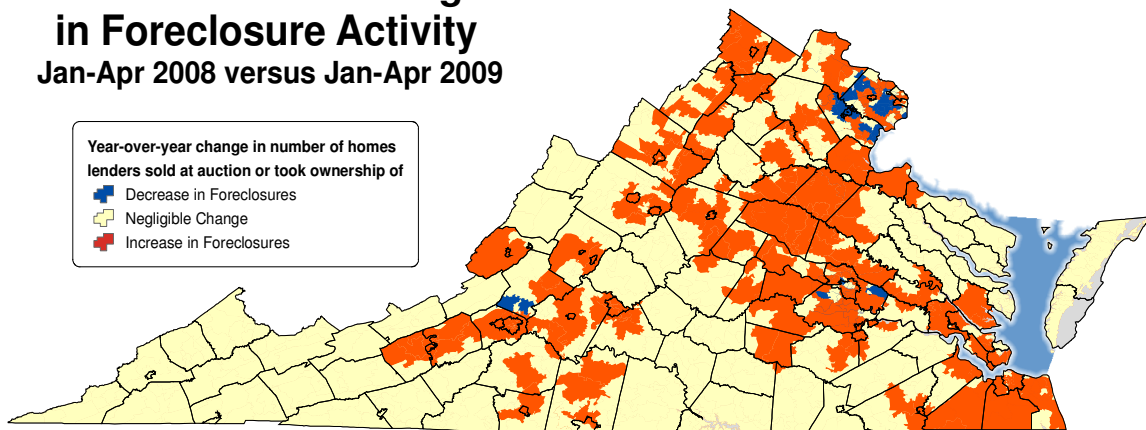 in Foreclosure Activity
Jan-Apr 2008 versus Jan-Apr 2009
Year-over-year change in number of homes
lenders sold at auction or took ownership of
Decrease in Foreclosures
Negligible Change
Increase in Foreclosures